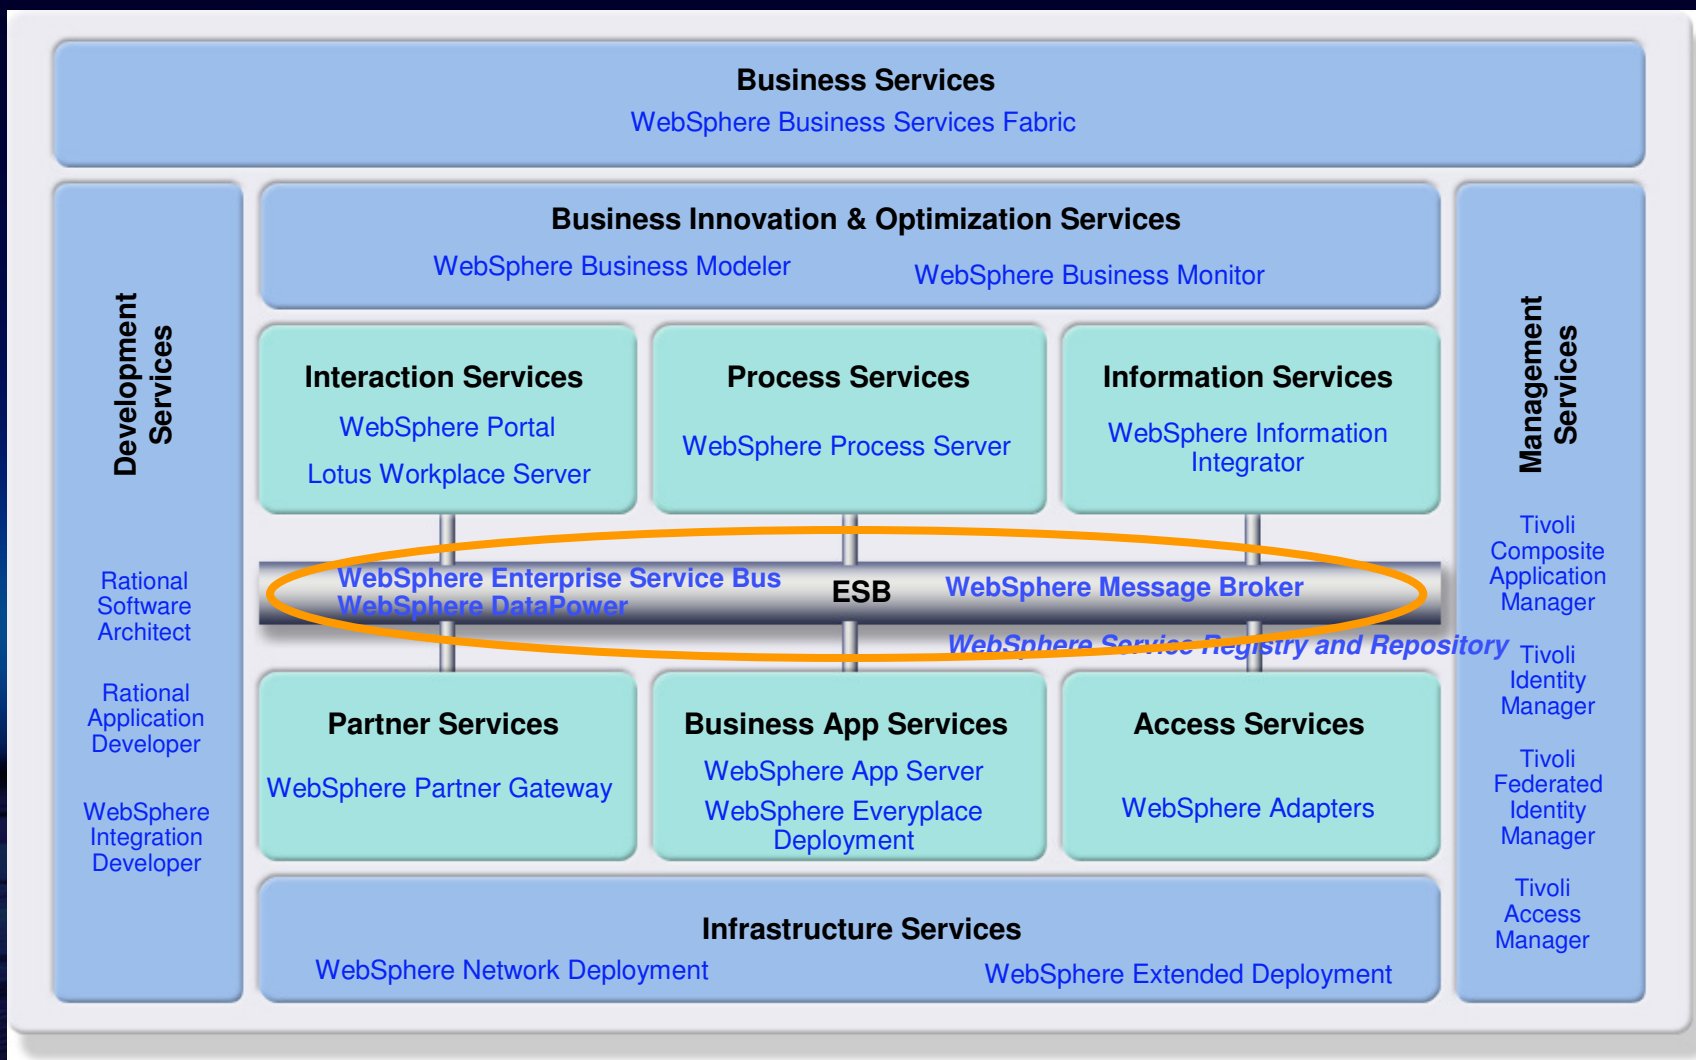 Business Services
WebSphere Business Services Fabric
Development
Services
Rational
Software
Architect
Rational
Application
Developer
WebSphere
Integration
Developer
Business Innovation & Optimization Services
WebSphere Business Modeler
WebSphere Business Monitor
Interaction Services
WebSphere Portal
Lotus Workplace Server
Process Services
WebSphere Process Server
Information Services
WebSphere Information
Integrator
WebSphere Enterprise Service Bus
WebSphere DataPower
ESB
WebSphere Message Broker
WebSphere Service Registry and Repository
Partner Services
WebSphere Partner Gateway
Business App Services
WebSphere App Server
WebSphere Everyplace
Deployment
Access Services
WebSphere Adapters
Infrastructure Services
WebSphere Network Deployment
WebSphere Extended Deployment
Management
Services
Tivoli
Composite
Application
Manager
Tivoli
Identity
Manager
Tivoli
Federated
Identity
Manager
Tivoli
Access
Manager